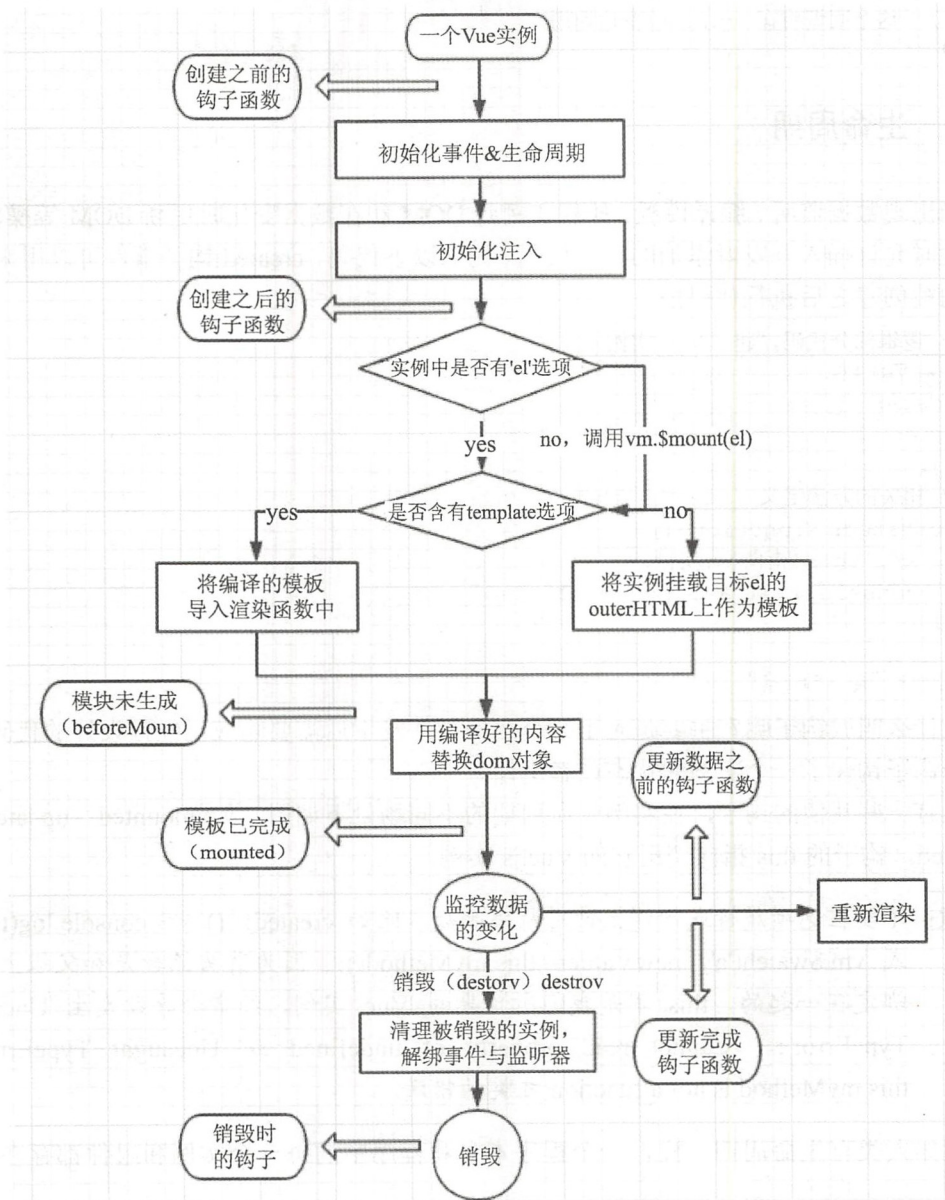 一个Vue实例
创建之前的
钩子函数
初始化事件&生命周期
初始化注入
创建之后的
钩子函数
实例中是否有'el'选项
yes
no，调用vm.$mount(el)
是否含有template选项
yes
no
将编译的模板
导入渲染函数中
将实例挂载目标el的
outerHTML上作为模板
模块未生成
（beforeMoun）
用编译好的内容
替换dom对象
更新数据之
前的钩子函数
模板已完成
（mounted）
监控数据
的变化
重新渲染
销毁（destorv）destrov
清理被销毁的实例，
解绑事件与监听器
更新完成
钩子函数
销毁时
的钩子
销毁